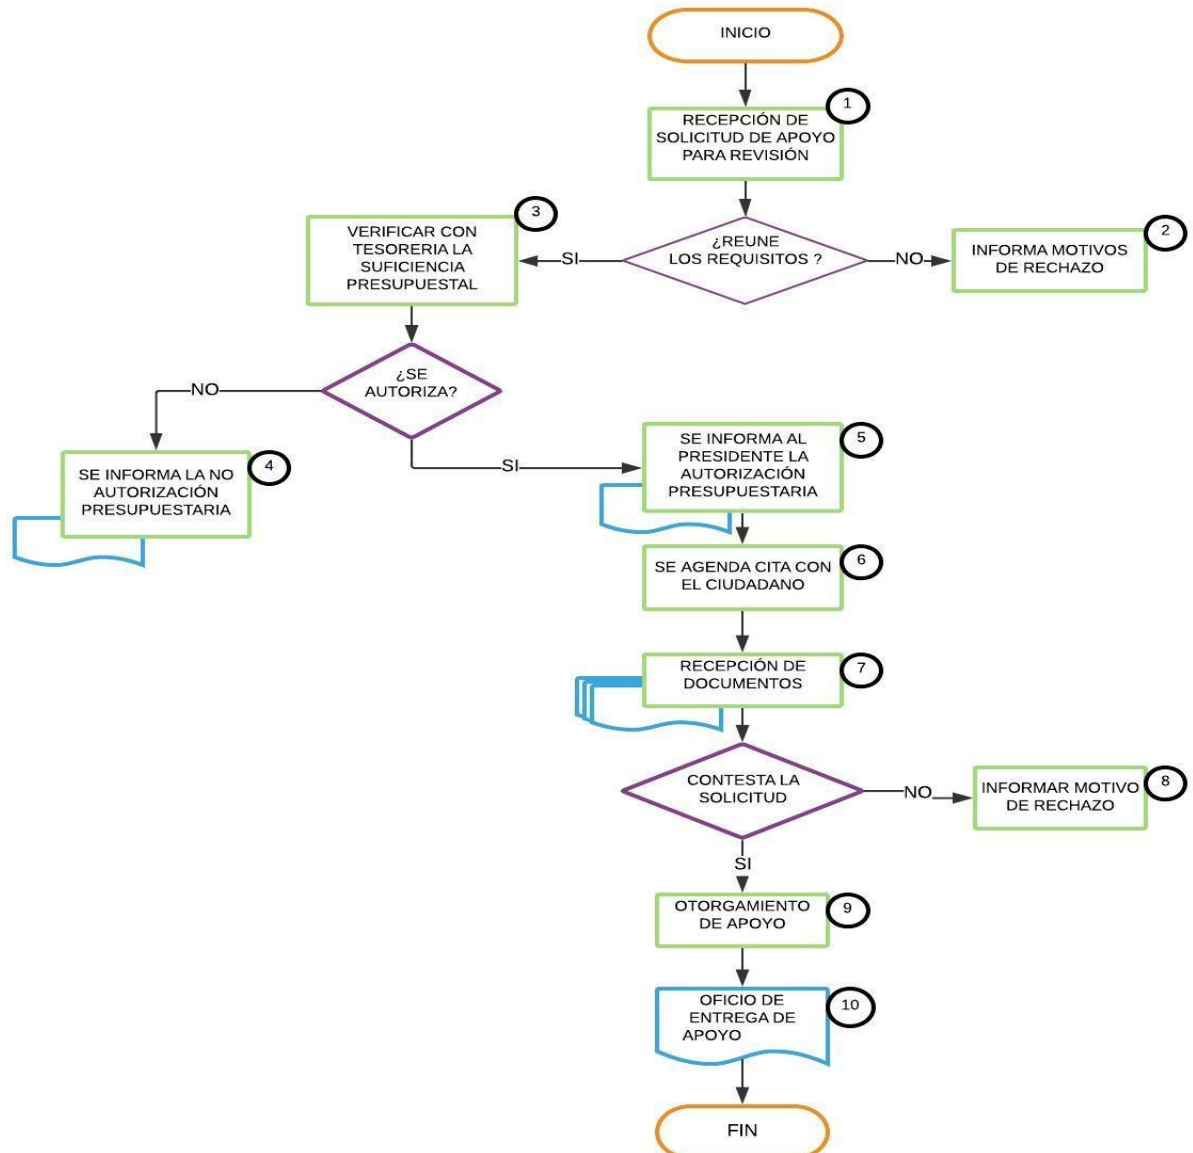 INICIO
1
RECEPCIÓN DE
SOLICITUD DE APOYO
PARA REVISIÓN
¿REUNE
LOS REQUISITOS ?
NO
2
INFORMA MOTIVOS
DE RECHAZO
SI
3
VERIFICAR CON
TESORERIA LA
SUFICIENCIA
PRESUPUESTAL
¿SE
AUTORIZA?
NO
4
SE INFORMA LA NO
AUTORIZACIÓN
PRESUPUESTARIA
SI
5
SE INFORMA AL
PRESIDENTE LA
AUTORIZACIÓN
PRESUPUESTARIA
6
SE AGENDA CITA CON
EL CIUDADANO
7
RECEPCIÓN DE
DOCUMENTOS
CONTESTA LA
SOLICITUD
NO
8
INFORMAR MOTIVO
DE RECHAZO
SI
9
OTORGAMIENTO
DE APOYO
10
OFICIO DE
ENTREGA DE
APOYO
FIN